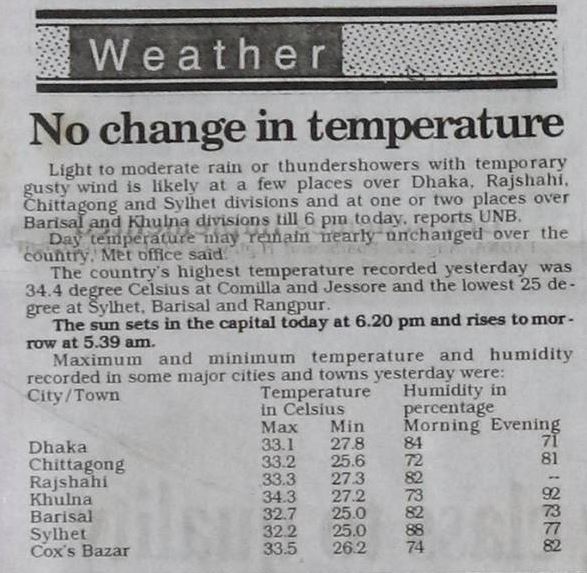 Weather
No change in temperature
Light to moderate rain or thundershowers with temporary
gusty wind is likely at a few places over Dhaka, Rajshahi,
Chittagong and Sylhet divisions and at one or two places over
Barisal and Khulna divisions till 6 pm today, reports UNB.
Day temperature may remain nearly unchanged over the
country, Met office said.
The country's highest temperature recorded yesterday was
34.4 degree Celsius at Comilla and Jessore and the lowest 25 de-
gree at Sylhet, Barisal and Rangpur.
The sun sets in the capital today at 6.20 pm and rises tomor-
row at 5.39 am.
Maximum and minimum temperature and humidity
recorded in some major cities and towns yesterday were:
City/Town Temperature Humidity in
in Celsius percentage
Max Min Morning Evening
Dhaka 33.1 27.8 84 71
Chittagong 33.2 25.6 72 81
Rajshahi 33.3 27.3 82 --
Khulna 34.3 27.2 73 92
Barisal 32.7 25.0 82 73
Sylhet 32.2 25.0 88 77
Cox's Bazar 33.5 26.2 74 82